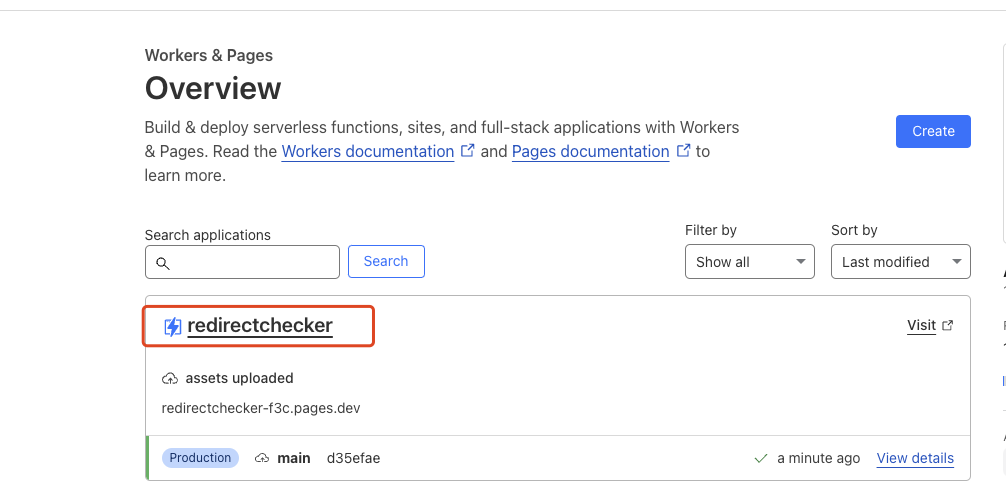 Workers & Pages
Overview
Build & deploy serverless functions, sites, and full-stack applications with Workers
& Pages. Read the Workers documentation and Pages documentation to
learn more.
Create
Search applications
Search
Filter by
Show all
Sort by
Last modified
redirectchecker
Visit
assets uploaded
redirectchecker-f3c.pages.dev
Production main d35efae
a minute ago View details